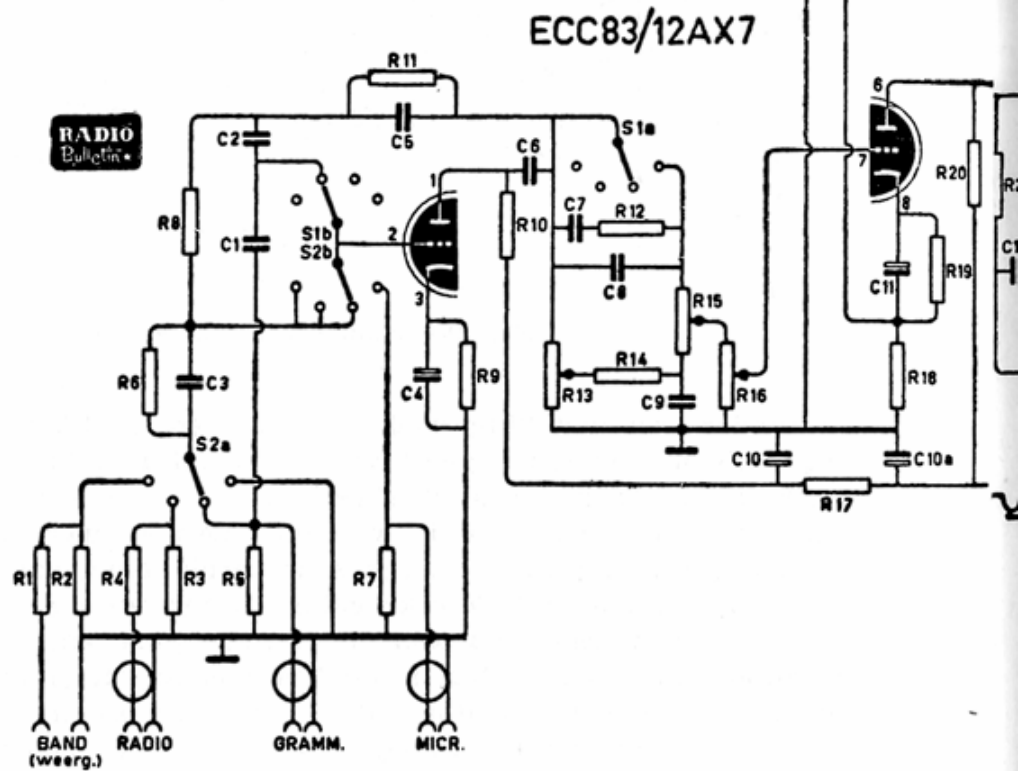 ECC83/12AX7
RADIO
Bulletin
R11
C5
C2
C6
S1a
6
7
8
R20
R8
C1
S1b
S2b
1
2
3
R10
C7
R12
C8
R15
C11
R19
R6
C3
C4
R9
R13
R14
C9
R16
R18
S2a
C10
C10a
R17
R1
R2
R4
R3
R5
R7
BAND
(weerg.)
RADIO
GRAMM.
MICR.